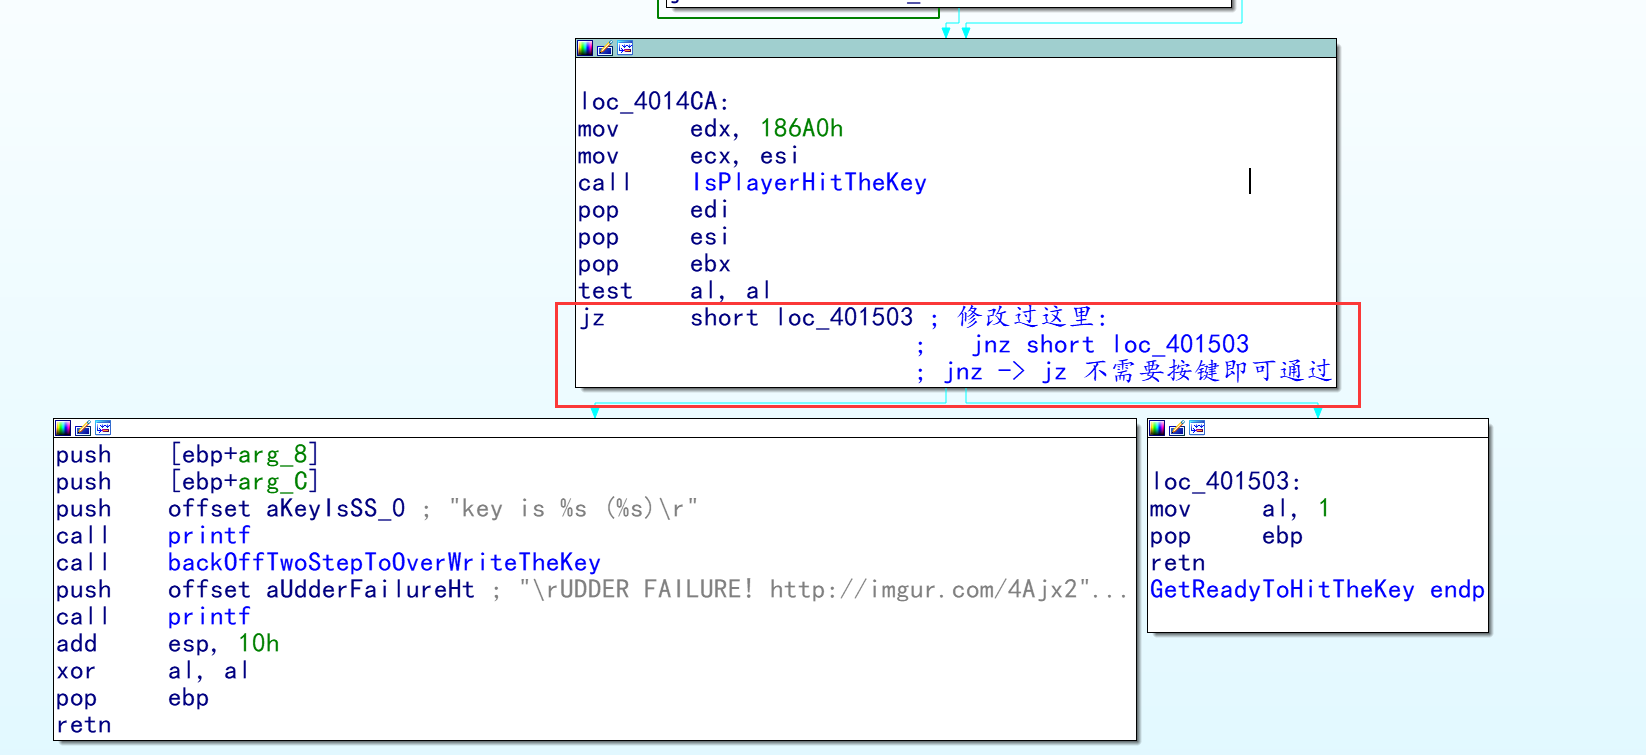 loc_4014CA:
mov edx, 186A0h
mov ecx, esi
call IsPlayerHitTheKey
pop edi
pop esi
pop ebx
test al, al
jz short loc_401503 ; 修改过这里:
; jnz short loc_401503
; jnz -> jz 不需要按键即可通过
push [ebp+arg_8]
push [ebp+arg_C]
push offset aKeyIsSS_0 ; "key is %s (%s)\r"
call printf
call backOffTwoStepToOverWriteTheKey
push offset aUdderFailureHt ; "\rUDDER FAILURE! http://imgur.com/4Ajx2"...
call printf
add esp, 10h
xor al, al
pop ebp
retn
loc_401503:
mov al, 1
pop ebp
retn
GetReadyToHitTheKey endp